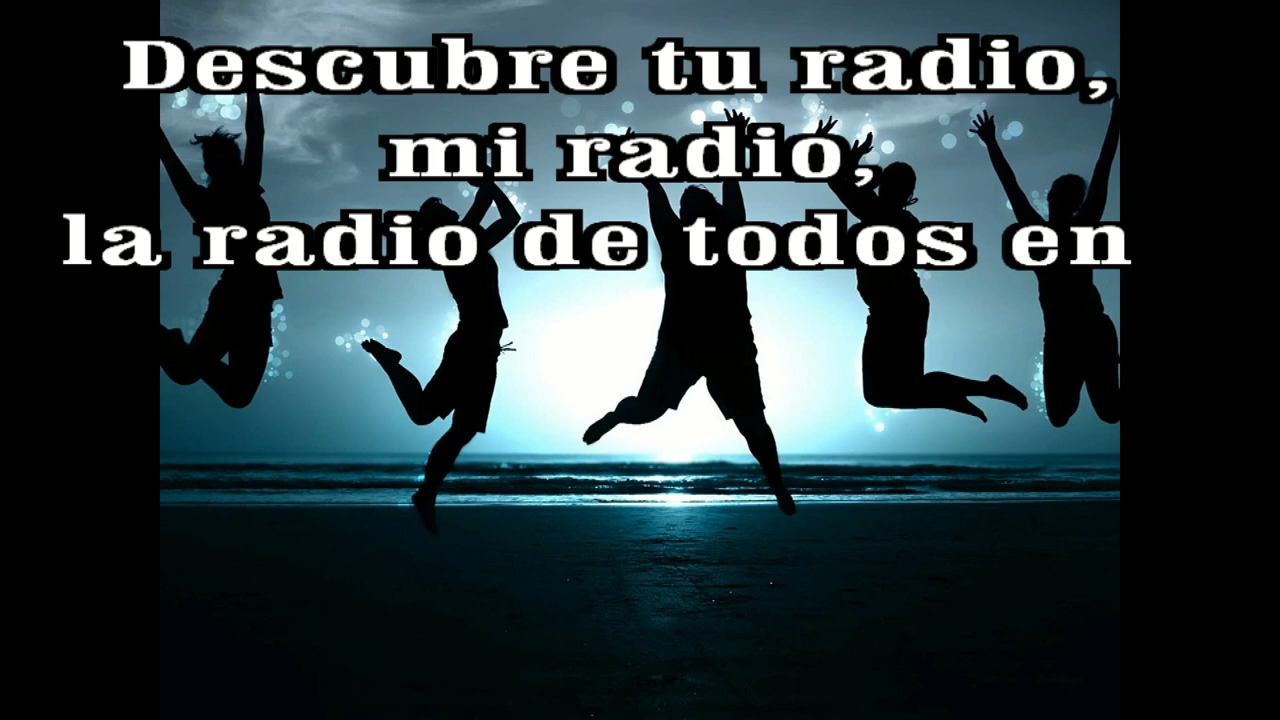 Descubre tu radio,
mi radio,
la radio de todos en